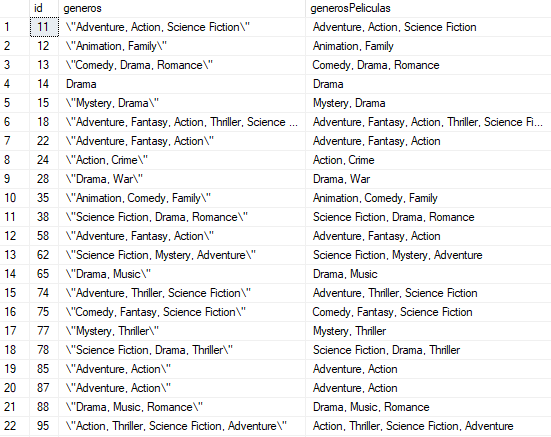 id generos generosPeliculas
1 11 \"Adventure, Action, Science Fiction\" Adventure, Action, Science Fiction
2 12 \"Animation, Family\" Animation, Family
3 13 \"Comedy, Drama, Romance\" Comedy, Drama, Romance
4 14 Drama Drama
5 15 \"Mystery, Drama\" Mystery, Drama
6 18 \"Adventure, Fantasy, Action, Thriller, Science ... Adventure, Fantasy, Action, Thriller, Science Fi...
7 22 \"Adventure, Fantasy, Action\" Adventure, Fantasy, Action
8 24 \"Action, Crime\" Action, Crime
9 28 \"Drama, War\" Drama, War
10 35 \"Animation, Comedy, Family\" Animation, Comedy, Family
11 38 \"Science Fiction, Drama, Romance\" Science Fiction, Drama, Romance
12 58 \"Adventure, Fantasy, Action\" Adventure, Fantasy, Action
13 62 \"Science Fiction, Mystery, Adventure\" Science Fiction, Mystery, Adventure
14 65 \"Drama, Music\" Drama, Music
15 74 \"Adventure, Thriller, Science Fiction\" Adventure, Thriller, Science Fiction
16 75 \"Comedy, Fantasy, Science Fiction\" Comedy, Fantasy, Science Fiction
17 77 \"Mystery, Thriller\" Mystery, Thriller
18 78 \"Science Fiction, Drama, Thriller\" Science Fiction, Drama, Thriller
19 85 \"Adventure, Action\" Adventure, Action
20 87 \"Adventure, Action\" Adventure, Action
21 88 \"Drama, Music, Romance\" Drama, Music, Romance
22 95 \"Action, Thriller, Science Fiction, Adventure\" Action, Thriller, Science Fiction, Adventure